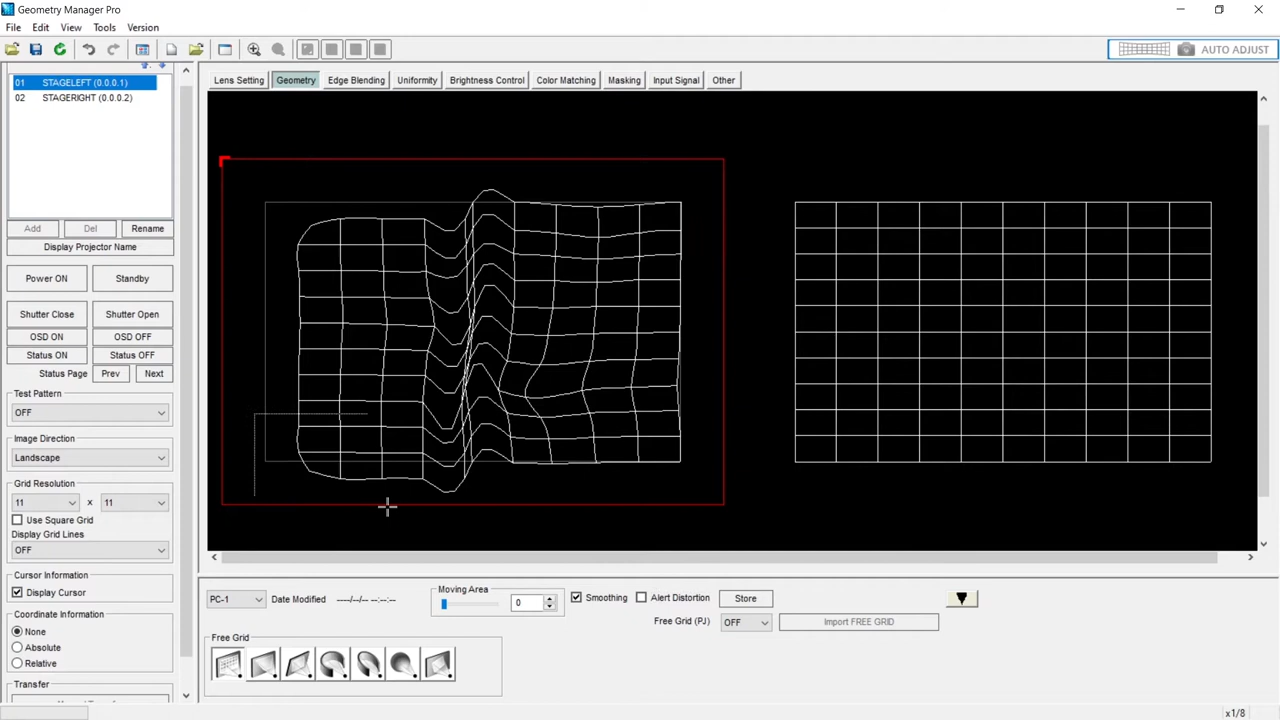 Geometry Manager Pro
File Edit View Tools Version
AUTO ADJUST
01 STAGELEFT (0.0.0.1)
02 STAGERIGHT (0.0.0.2)
Add Del Rename
Display Projector Name
Power ON Standby
Shutter Close Shutter Open
OSD ON OSD OFF
Status ON Status OFF
Status Page Prev Next
Test Pattern
OFF
Image Direction
Landscape
Grid Resolution
11 x 11
Use Square Grid
Display Grid Lines
OFF
Cursor Information
Display Cursor
Coordinate Information
None
Absolute
Relative
Transfer
Lens Setting Geometry Edge Blending Uniformity Brightness Control Color Matching Masking Input Signal Other
PC-1 Date Modified ----/--/-- --:--:--
Moving Area
0
Smoothing Alert Distortion Store
Free Grid (PJ) OFF Import FREE GRID
Free Grid
x1/8